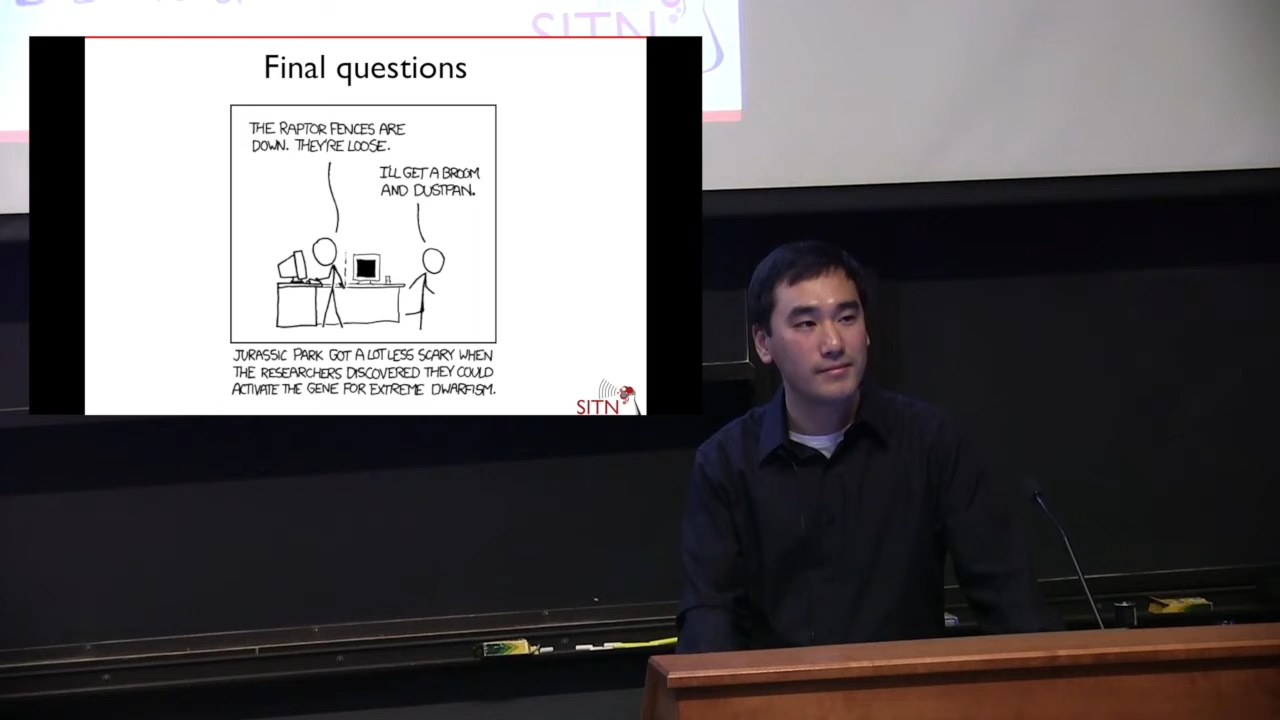 SITN
Final questions
THE RAPTOR FENCES ARE
DOWN. THEY'RE LOOSE.
I'LL GET A BROOM
AND DUSTPAN.
JURASSIC PARK GOT A LOT LESS SCARY WHEN
THE RESEARCHERS DISCOVERED THEY COULD
ACTIVATE THE GENE FOR EXTREME DWARFISM.
SITN